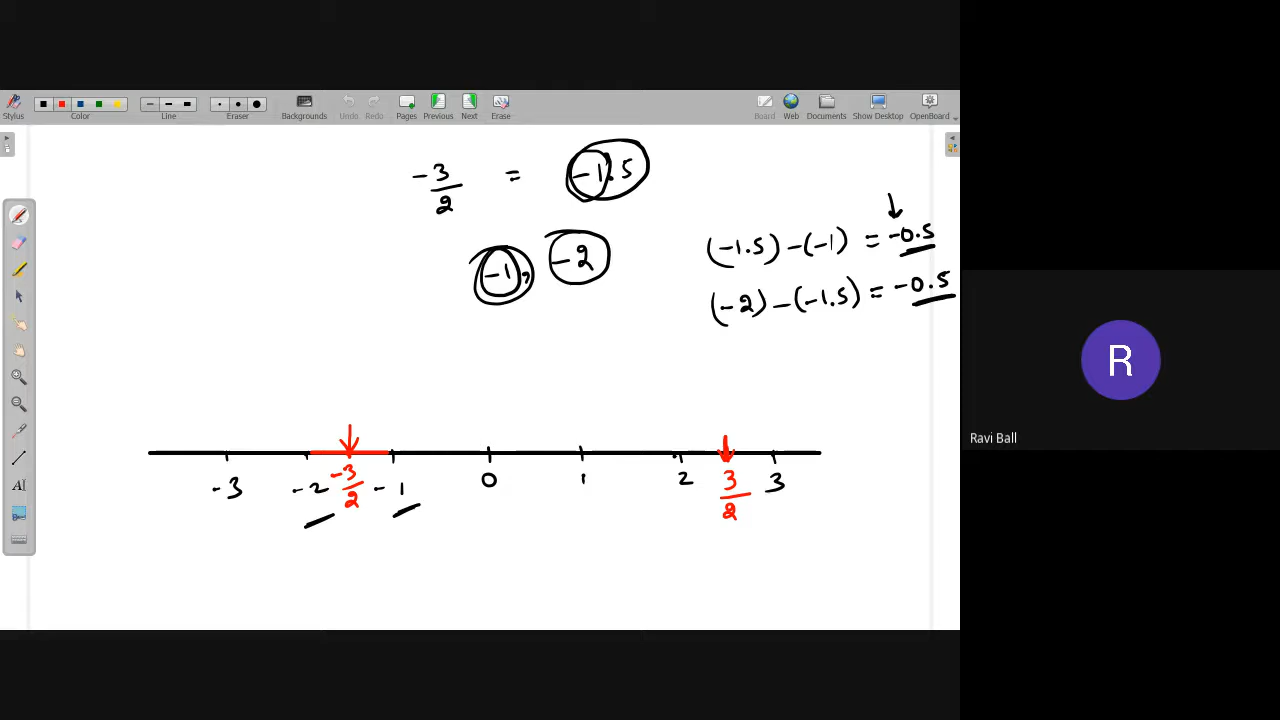 Stylus Color Line Eraser Backgrounds Undo Redo Pages Previous Next Erase Board Web Documents Show Desktop OpenBoard
-3/2 = -1.5
-1, -2
(-1.5) - (-1) = -0.5
(-2) - (-1.5) = -0.5
-3 -2 -3/2 -1 0 1 2 3/2 3
R
Ravi Ball